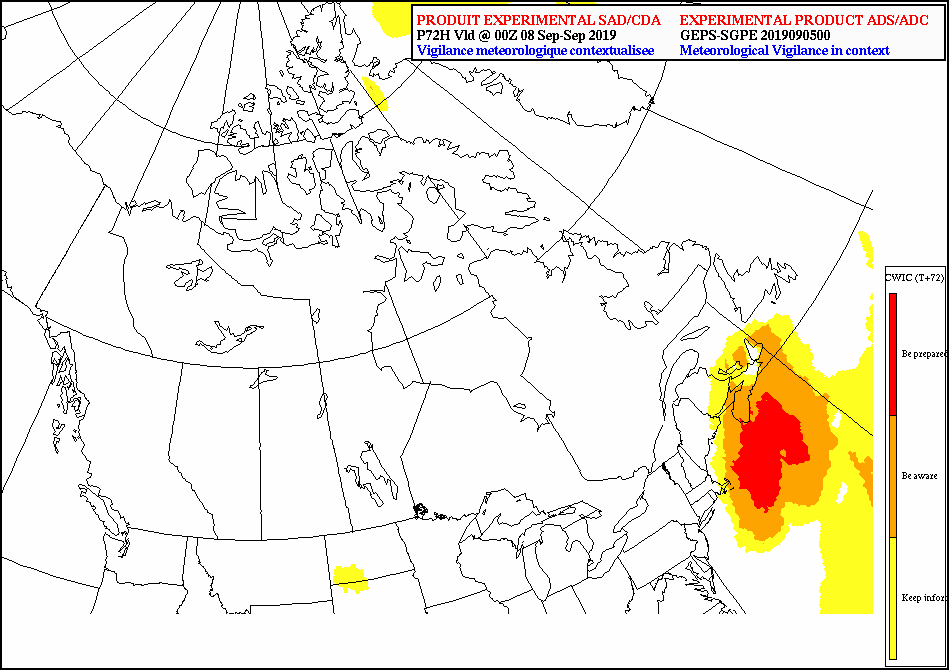 PRODUIT EXPERIMENTAL SAD/CDA EXPERIMENTAL PRODUCT ADS/ADC
P72H Vld @ 00Z 08 Sep-Sep 2019 GEPS-SGPE 2019090500
Vigilance meteorologique contextualisee Meteorological Vigilance in context
CWIC (T+72)
Be prepared
Be aware
Keep infor